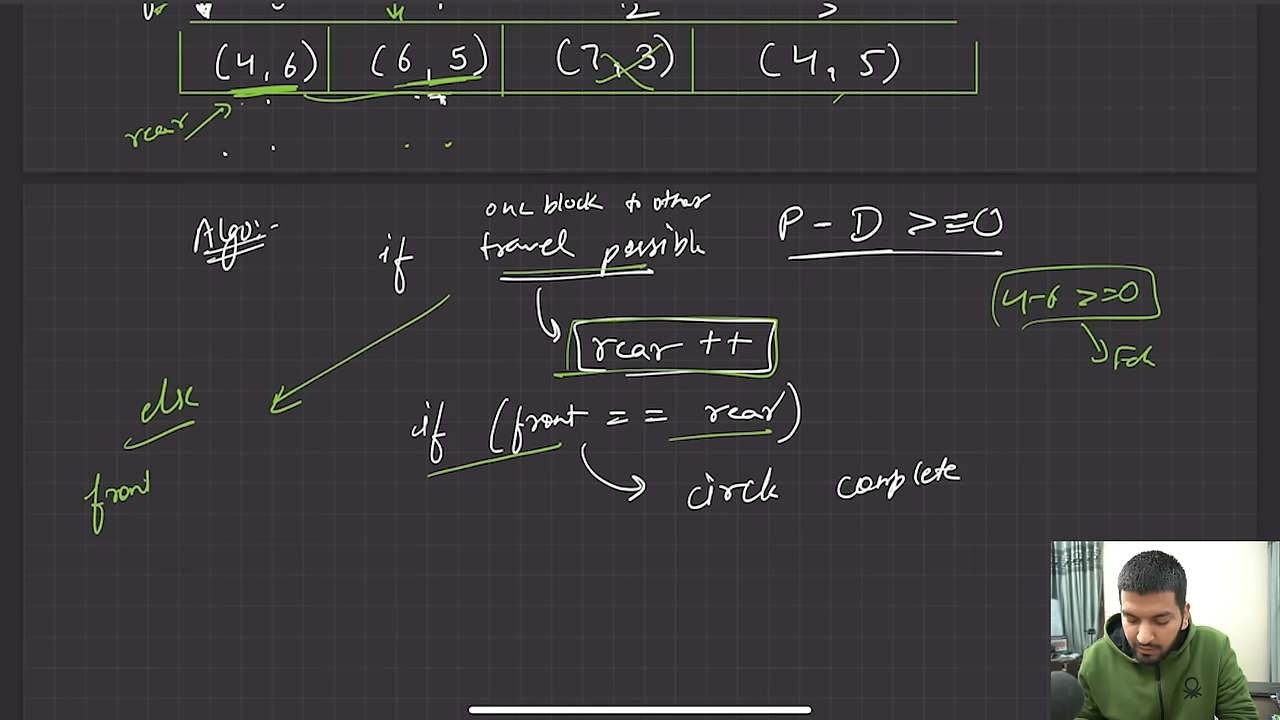 2
(4,6) (6,5) (7,3) (4,5)
rear
Algo:-
if one block to other travel possible
P - D >= 0
4-6 >= 0
rear ++
else
if (front == rear)
front
circle complete